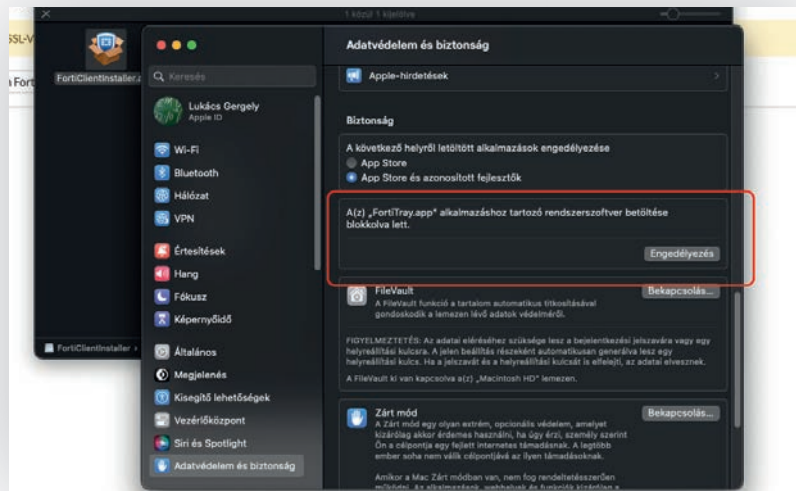 1 közül 1 kijelölve
SSL-V
n Fort
FortiClientInstaller.a
Keresés
Lukács Gergely
Apple ID
Wi-Fi
Bluetooth
Hálózat
VPN
Értesítések
Hang
Fókusz
Képernyőidő
Általános
Megjelenés
Kisegítő lehetőségek
Vezérlőközpont
Siri és Spotlight
Adatvédelem és biztonság
FortiClientInstaller ›
Adatvédelem és biztonság
Apple-hirdetések
Biztonság
A következő helyről letöltött alkalmazások engedélyezése
App Store
App Store és azonosított fejlesztők
A(z) „FortiTray.app” alkalmazáshoz tartozó rendszerszoftver betöltése
blokkolva lett.
Engedélyezés
FileVault
Bekapcsolás...
A FileVault funkció a tartalom automatikus titkosításával
gondoskodik a lemezen lévő adatok védelméről.
FIGYELMEZTETÉS: Az adatai eléréséhez szüksége lesz a bejelentkezési jelszavára vagy egy
helyreállítási kulcsra. A jelen beállítás részeként automatikusan generálva lesz egy
helyreállítási kulcs. Ha a jelszavát és a helyreállítási kulcsát is elfelejti, az adatai elvesznek.
A FileVault ki van kapcsolva a(z) „Macintosh HD” lemezen.
Zárt mód
Bekapcsolás...
A Zárt mód egy olyan extrém, opcionális védelem, amelyet
kizárólag akkor érdemes használni, ha úgy érzi, személy szerint
Ön a célpontja egy fejlett internetes támadásnak. A legtöbb
ember soha nem válik célpontjává az ilyen támadásoknak.
Amikor a Mac Zárt módban van, nem fog rendeltetésszerűen
működni. Az alkalmazások, webhelyek és funkciók kizárólag a